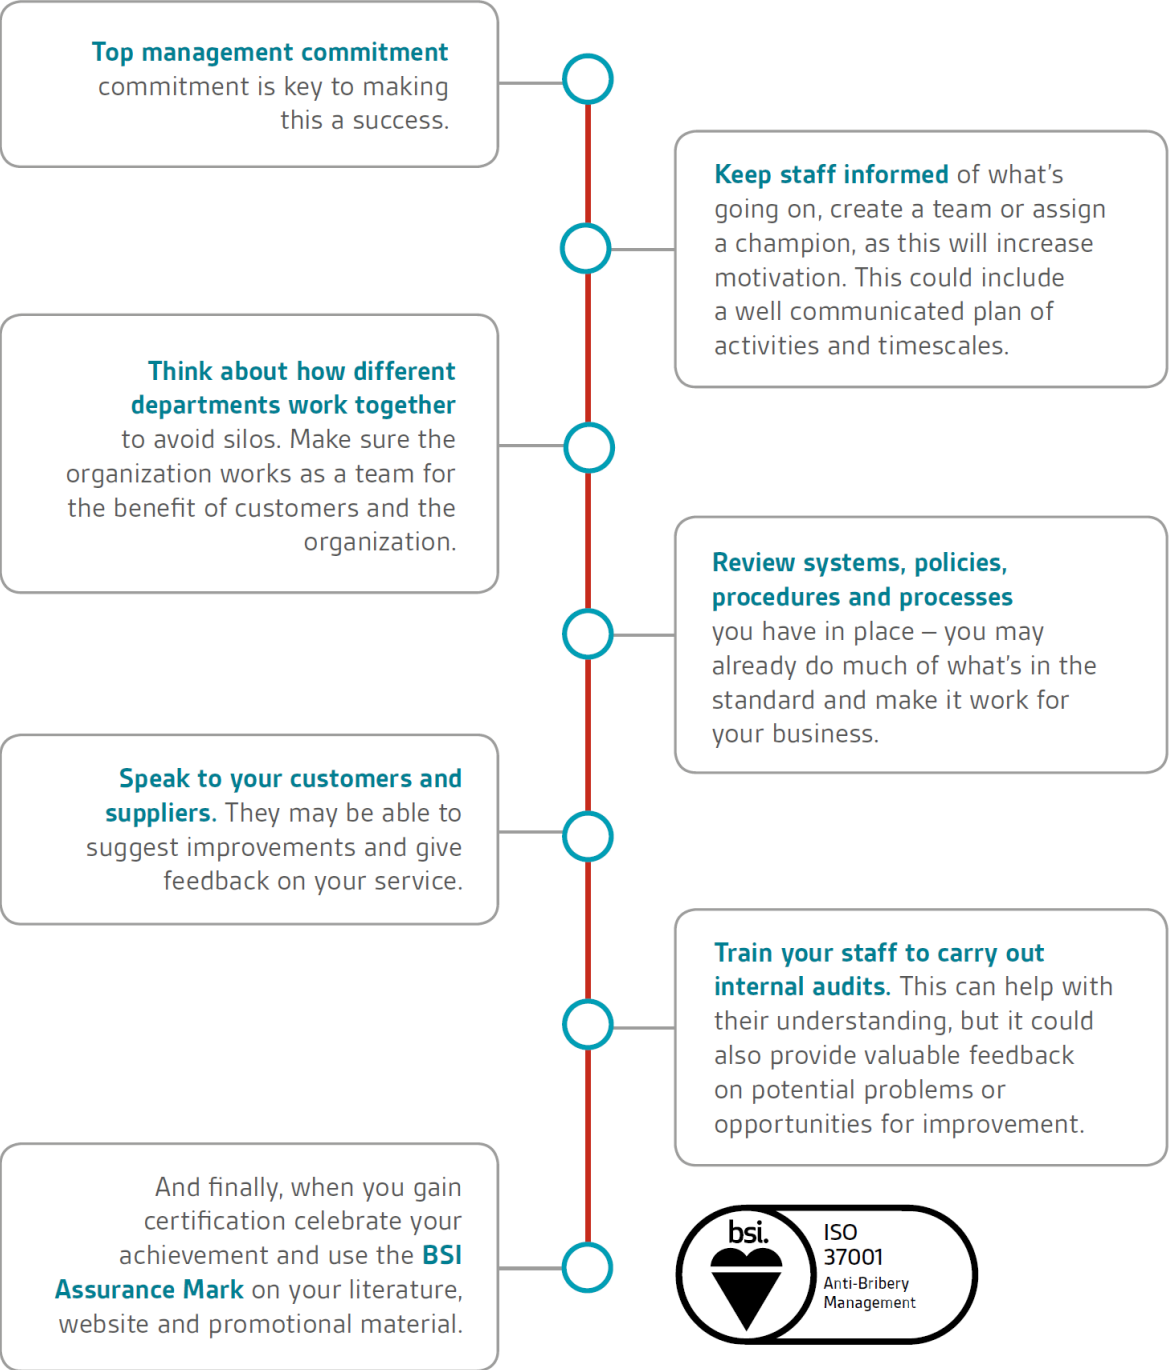 Top management commitment
commitment is key to making
this a success.
Keep staff informed of what's
going on, create a team or assign
a champion, as this will increase
motivation. This could include
a well communicated plan of
activities and timescales.
Think about how different
departments work together
to avoid silos. Make sure the
organization works as a team for
the benefit of customers and the
organization.
Review systems, policies,
procedures and processes
you have in place – you may
already do much of what's in the
standard and make it work for
your business.
Speak to your customers and
suppliers. They may be able to
suggest improvements and give
feedback on your service.
Train your staff to carry out
internal audits. This can help with
their understanding, but it could
also provide valuable feedback
on potential problems or
opportunities for improvement.
And finally, when you gain
certification celebrate your
achievement and use the BSI
Assurance Mark on your literature,
website and promotional material.
bsi.
ISO
37001
Anti-Bribery
Management